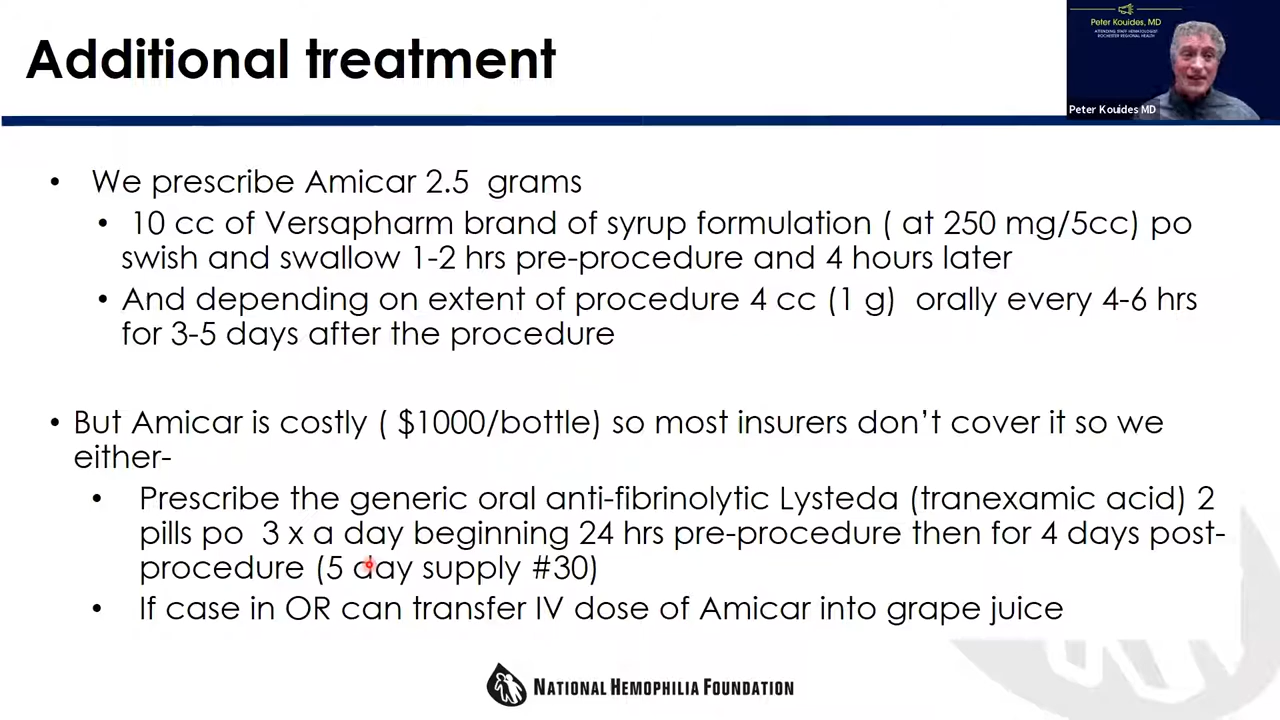 Additional treatment
Peter Kouides, MD
ATTENDING STAFF HEMATOLOGIST
ROCHESTER REGIONAL HEALTH
Peter Kouides MD
• We prescribe Amicar 2.5 grams
• 10 cc of Versapharm brand of syrup formulation ( at 250 mg/5cc) po
swish and swallow 1-2 hrs pre-procedure and 4 hours later
• And depending on extent of procedure 4 cc (1 g) orally every 4-6 hrs
for 3-5 days after the procedure
• But Amicar is costly ( $1000/bottle) so most insurers don't cover it so we
either-
• Prescribe the generic oral anti-fibrinolytic Lysteda (tranexamic acid) 2
pills po 3 x a day beginning 24 hrs pre-procedure then for 4 days post-
procedure (5 day supply #30)
• If case in OR can transfer IV dose of Amicar into grape juice
NATIONAL HEMOPHILIA FOUNDATION